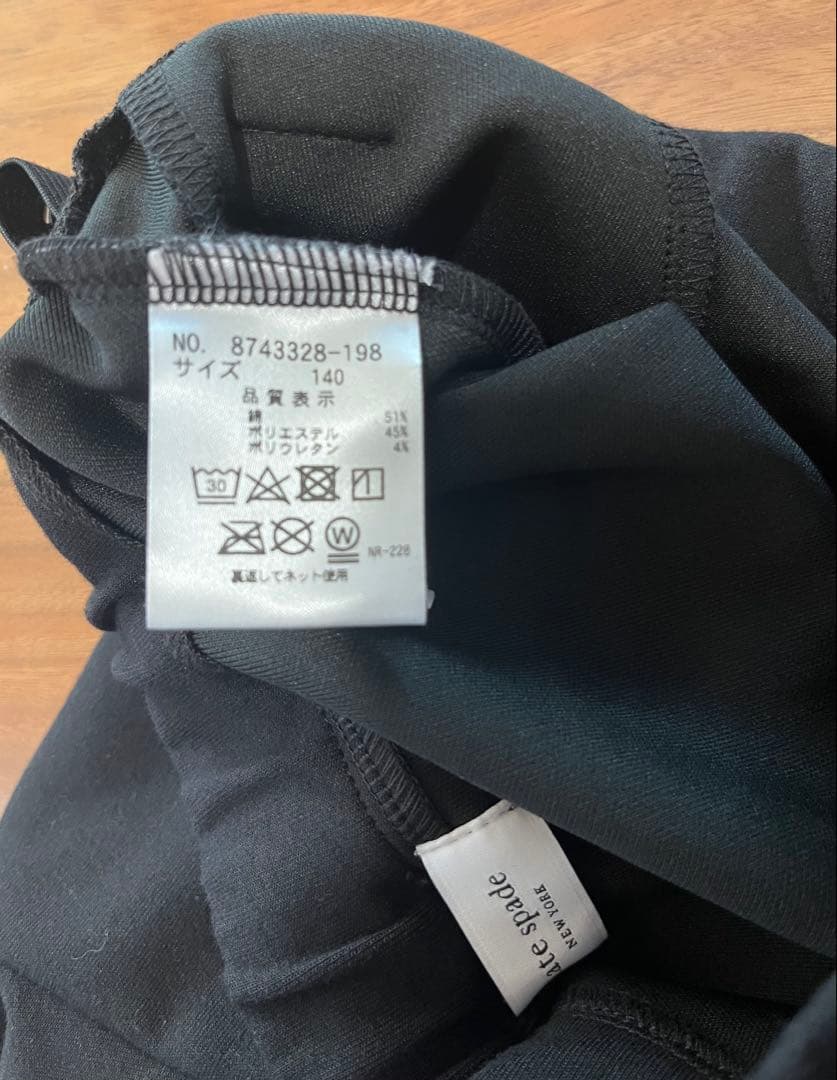 NO. 8743328-198
サイズ 140
品質表示
綿 51%
ポリエステル 45%
ポリウレタン 4%
30
W
NR-228
裏返してネット使用
ate spade
NEW YORK